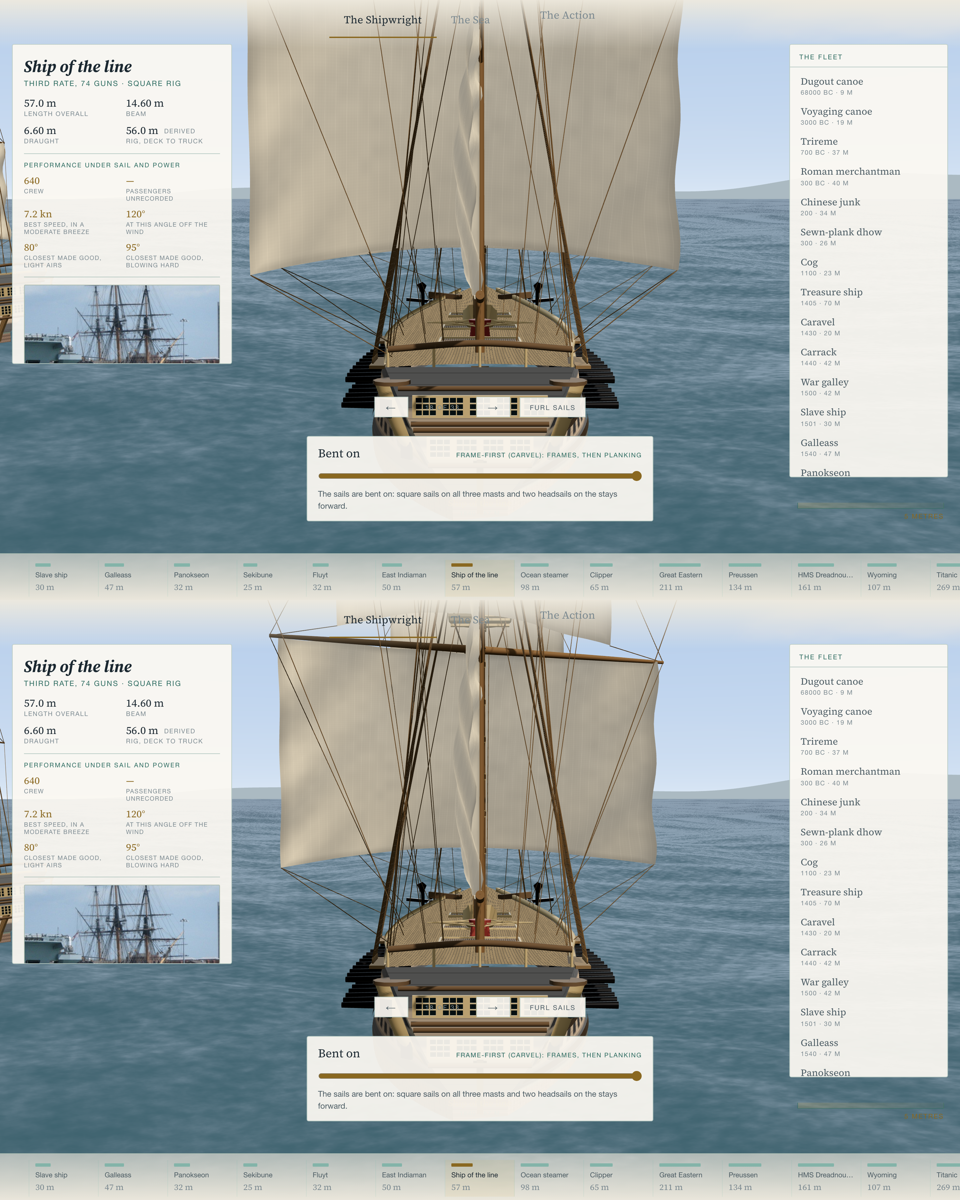 The Shipwright
The Sea
The Action
Ship of the line
THIRD RATE, 74 GUNS · SQUARE RIG
57.0 m
LENGTH OVERALL
14.60 m
BEAM
6.60 m
DRAUGHT
56.0 m DERIVED
RIG, DECK TO TRUCK
PERFORMANCE UNDER SAIL AND POWER
640
CREW
—
PASSENGERS
UNRECORDED
7.2 kn
BEST SPEED, IN A
MODERATE BREEZE
120°
AT THIS ANGLE OFF THE
WIND
80°
CLOSEST MADE GOOD,
LIGHT AIRS
95°
CLOSEST MADE GOOD,
BLOWING HARD
THE FLEET
Dugout canoe
68000 BC · 9 M
Voyaging canoe
3000 BC · 19 M
Trireme
700 BC · 37 M
Roman merchantman
300 BC · 40 M
Chinese junk
200 · 34 M
Sewn-plank dhow
300 · 26 M
Cog
1100 · 23 M
Treasure ship
1405 · 70 M
Caravel
1430 · 20 M
Carrack
1440 · 42 M
War galley
1500 · 42 M
Slave ship
1501 · 30 M
Galleass
1540 · 47 M
Panokseon
←
→
FURL SAILS
Bent on
FRAME-FIRST (CARVEL): FRAMES, THEN PLANKING
The sails are bent on: square sails on all three masts and two headsails on the stays
forward.
Slave ship
30 m
Galleass
47 m
Panokseon
32 m
Sekibune
25 m
Fluyt
32 m
East Indiaman
50 m
Ship of the line
57 m
Ocean steamer
98 m
Clipper
65 m
Great Eastern
211 m
Preussen
134 m
HMS Dreadnou...
161 m
Wyoming
107 m
Titanic
269 m
The Shipwright
The Sea
The Action
Ship of the line
THIRD RATE, 74 GUNS · SQUARE RIG
57.0 m
LENGTH OVERALL
14.60 m
BEAM
6.60 m
DRAUGHT
56.0 m DERIVED
RIG, DECK TO TRUCK
PERFORMANCE UNDER SAIL AND POWER
640
CREW
—
PASSENGERS
UNRECORDED
7.2 kn
BEST SPEED, IN A
MODERATE BREEZE
120°
AT THIS ANGLE OFF THE
WIND
80°
CLOSEST MADE GOOD,
LIGHT AIRS
95°
CLOSEST MADE GOOD,
BLOWING HARD
THE FLEET
Dugout canoe
68000 BC · 9 M
Voyaging canoe
3000 BC · 19 M
Trireme
700 BC · 37 M
Roman merchantman
300 BC · 40 M
Chinese junk
200 · 34 M
Sewn-plank dhow
300 · 26 M
Cog
1100 · 23 M
Treasure ship
1405 · 70 M
Caravel
1430 · 20 M
Carrack
1440 · 42 M
War galley
1500 · 42 M
Slave ship
1501 · 30 M
Galleass
1540 · 47 M
Panokseon
←
→
FURL SAILS
Bent on
FRAME-FIRST (CARVEL): FRAMES, THEN PLANKING
The sails are bent on: square sails on all three masts and two headsails on the stays
forward.
Slave ship
30 m
Galleass
47 m
Panokseon
32 m
Sekibune
25 m
Fluyt
32 m
East Indiaman
50 m
Ship of the line
57 m
Ocean steamer
98 m
Clipper
65 m
Great Eastern
211 m
Preussen
134 m
HMS Dreadnou...
161 m
Wyoming
107 m
Titanic
269 m